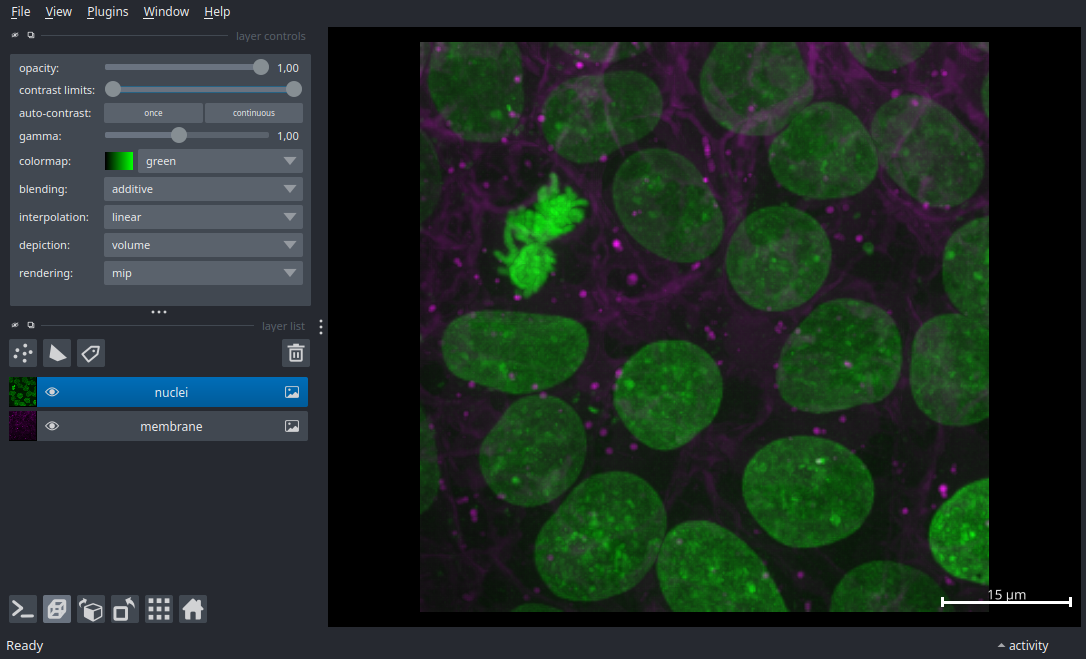 File View Plugins Window Help
layer controls
opacity: 1,00
contrast limits:
auto-contrast: once continuous
gamma: 1,00
colormap: green
blending: additive
interpolation: linear
depiction: volume
rendering: mip
layer list
nuclei
membrane
15 µm
Ready activity